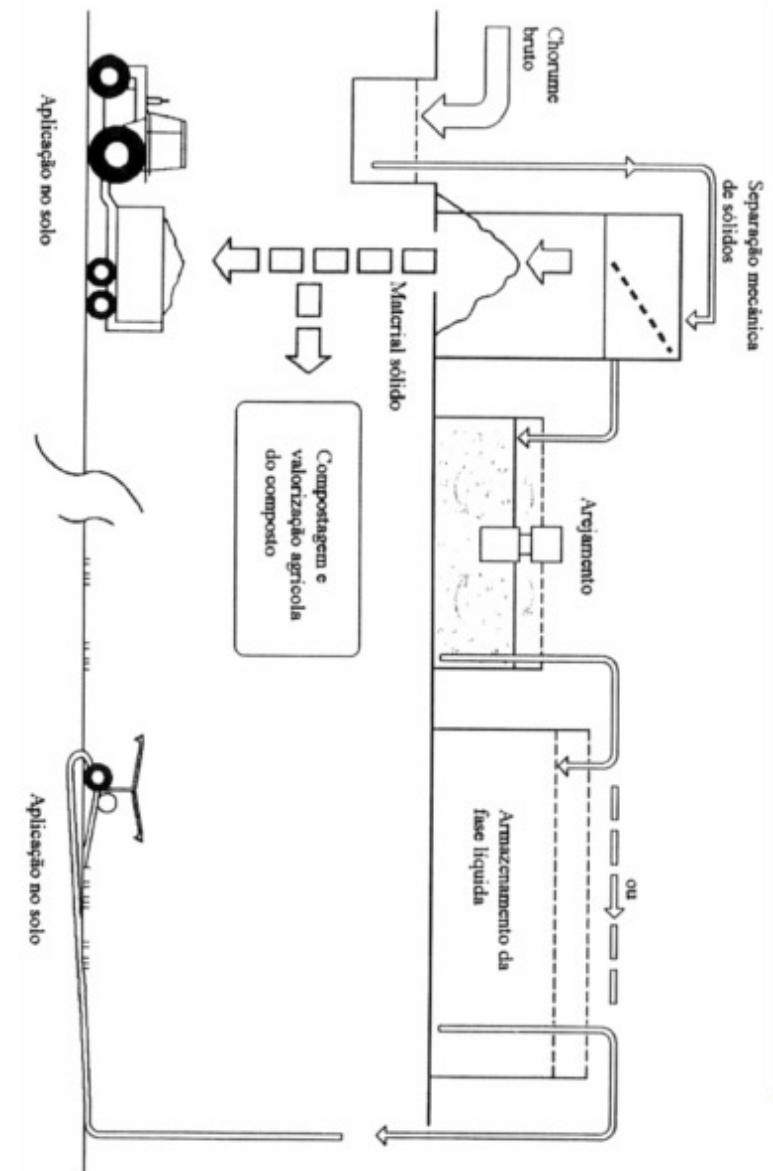 Chorume
bruto
Separação mecânica
de sólidos
Arejamento
ou
Armazenamento da
fase líquida
Material sólido
Compostagem e
valorização agrícola
do composto
Aplicação no solo
Aplicação no solo